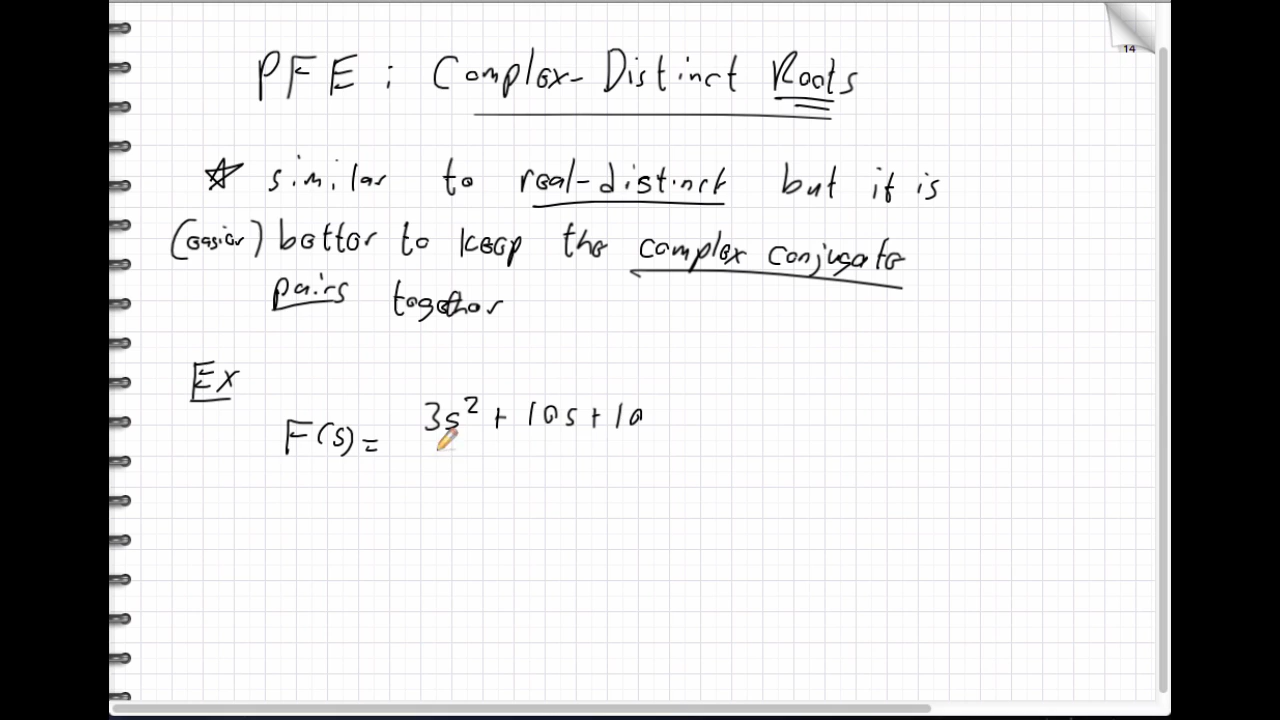 14
PFE : Complex-Distinct Roots
☆ similar to real-distinct but it is
(easier) better to keep the complex conjugate
pairs together
Ex
F(s) = 3s² + 10s + 10